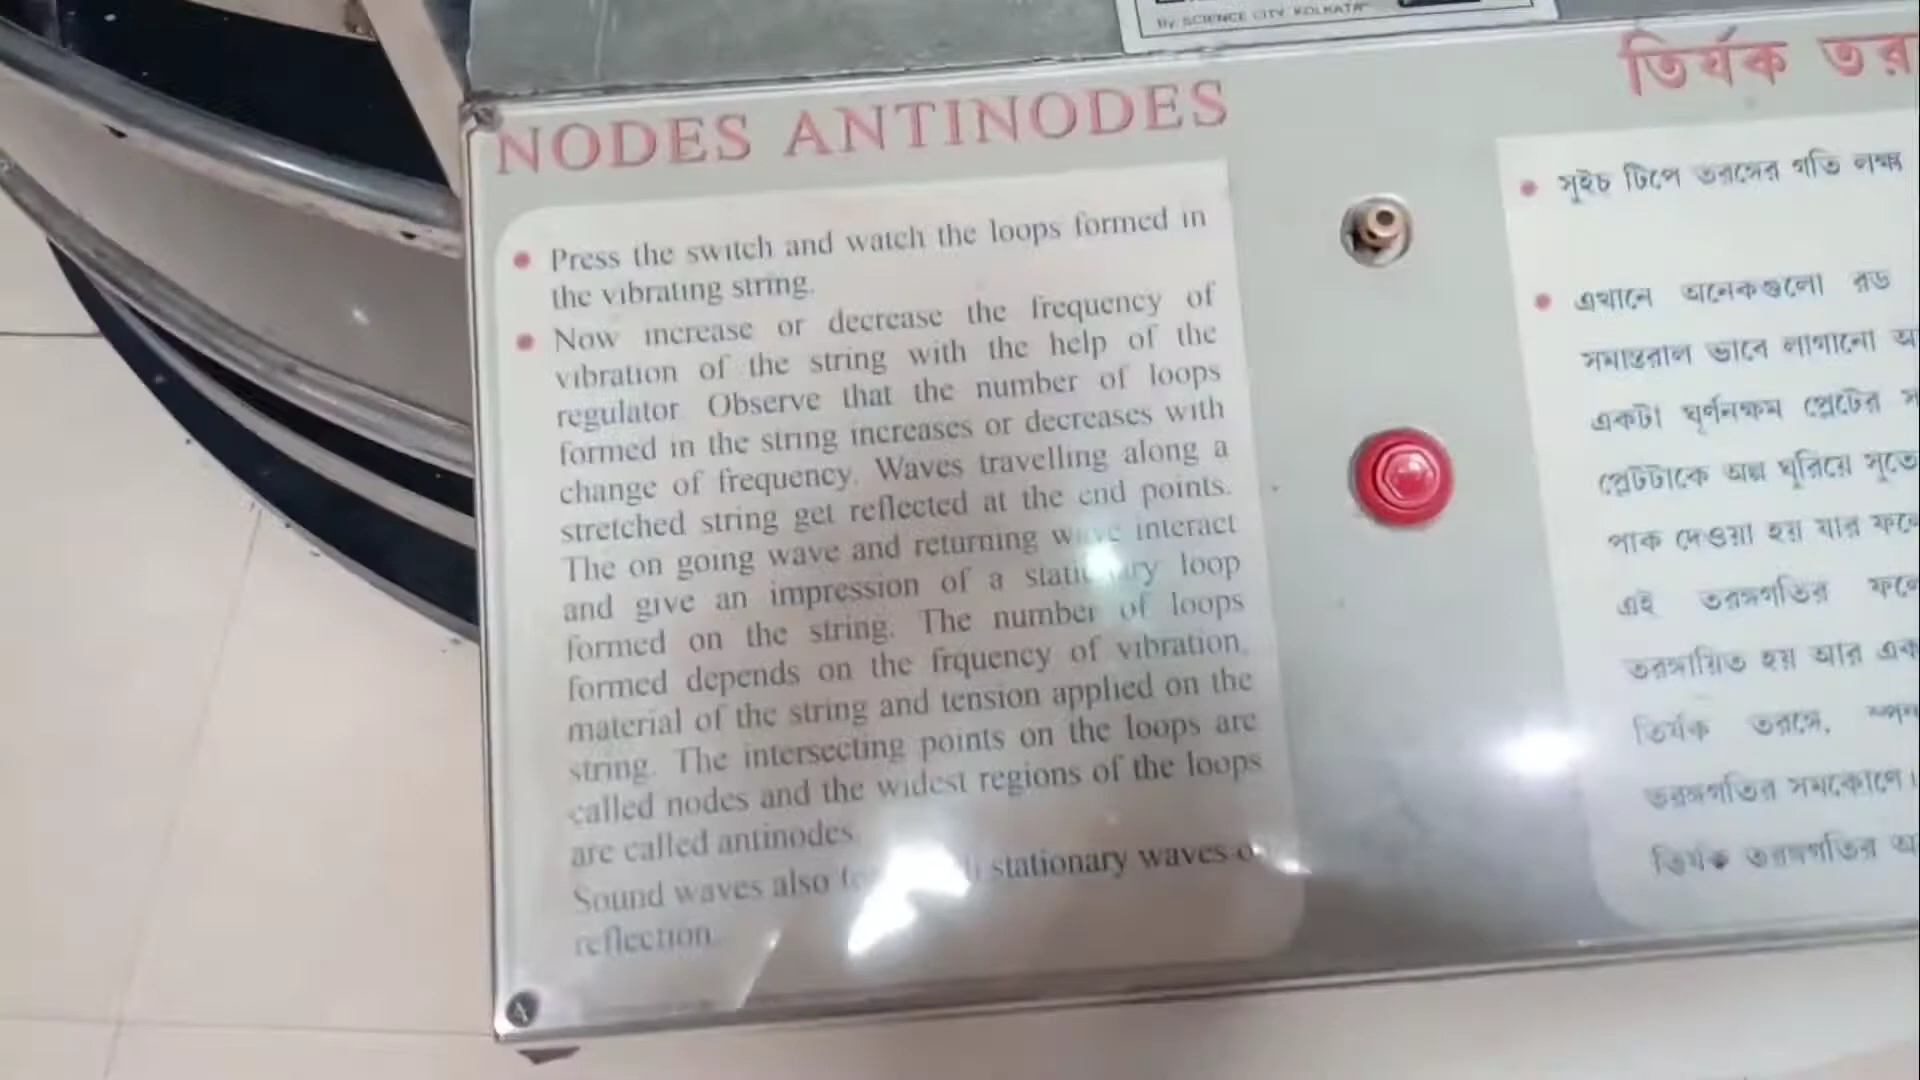 By SCIENCE CITY KOLKATA
NODES ANTINODES
• Press the switch and watch the loops formed in
the vibrating string.
• Now increase or decrease the frequency of
vibration of the string with the help of the
regulator. Observe that the number of loops
formed in the string increases or decreases with
change of frequency. Waves travelling along a
stretched string get reflected at the end points.
The on going wave and returning wave interact
and give an impression of a stationary loop
formed on the string. The number of loops
formed depends on the frquency of vibration,
material of the string and tension applied on the
string. The intersecting points on the loops are
called nodes and the widest regions of the loops
are called antinodes.
Sound waves also stationary waves
reflection.
তির্যক
• সুইচ টিপে তরঙ্গের গতি লক্ষ্য
• এখানে অনেকগুলো রড
সমান্তরাল ভাবে লাগানো
একটা ঘূর্ণনক্ষম প্লেটের
প্লেটটাকে অল্প ঘুরিয়ে
পাক দেওয়া হয় যার
এই তরঙ্গগতির
তরঙ্গায়িত হয় আর
তির্যক তরঙ্গে,
তরঙ্গগতির সমকোণে।
তির্যক তরঙ্গগতির